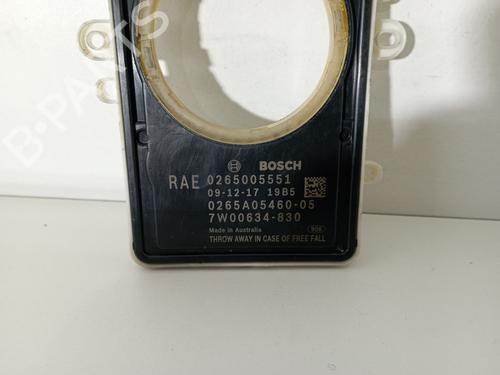 B-PARTS
BOSCH
RAE 0265005551
09-12-17 19B5
0265A05460-05
7W00634-830
Made in Australia
906
THROW AWAY IN CASE OF FREE FALL